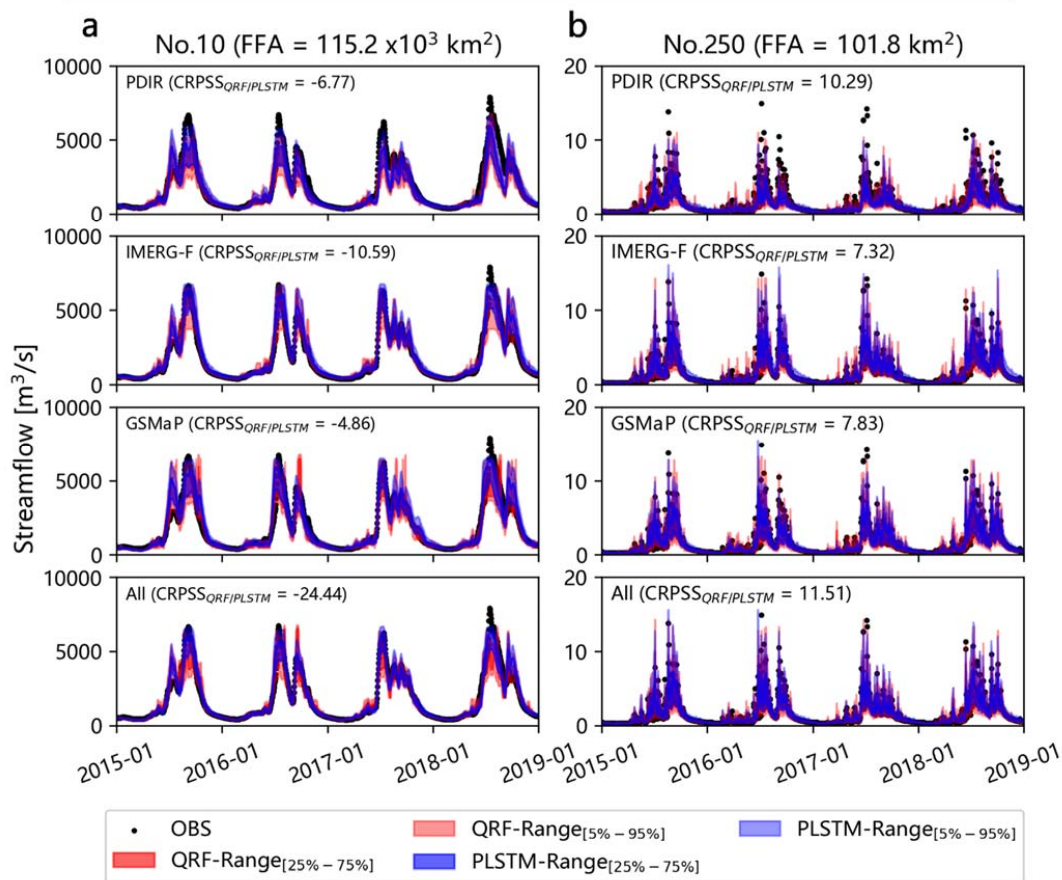 a
No.10 (FFA = 115.2 x10³ km²)
b
No.250 (FFA = 101.8 km²)
Streamflow [m³/s]
10000
5000
0
PDIR (CRPSS_QRF/PLSTM = -6.77)
20
10
0
PDIR (CRPSS_QRF/PLSTM = 10.29)
10000
5000
0
IMERG-F (CRPSS_QRF/PLSTM = -10.59)
20
10
0
IMERG-F (CRPSS_QRF/PLSTM = 7.32)
10000
5000
0
GSMaP (CRPSS_QRF/PLSTM = -4.86)
20
10
0
GSMaP (CRPSS_QRF/PLSTM = 7.83)
10000
5000
0
All (CRPSS_QRF/PLSTM = -24.44)
20
10
0
All (CRPSS_QRF/PLSTM = 11.51)
2015-01
2016-01
2017-01
2018-01
2019-01
2015-01
2016-01
2017-01
2018-01
2019-01
OBS
QRF-Range[5% – 95%]
PLSTM-Range[5% – 95%]
QRF-Range[25% – 75%]
PLSTM-Range[25% – 75%]